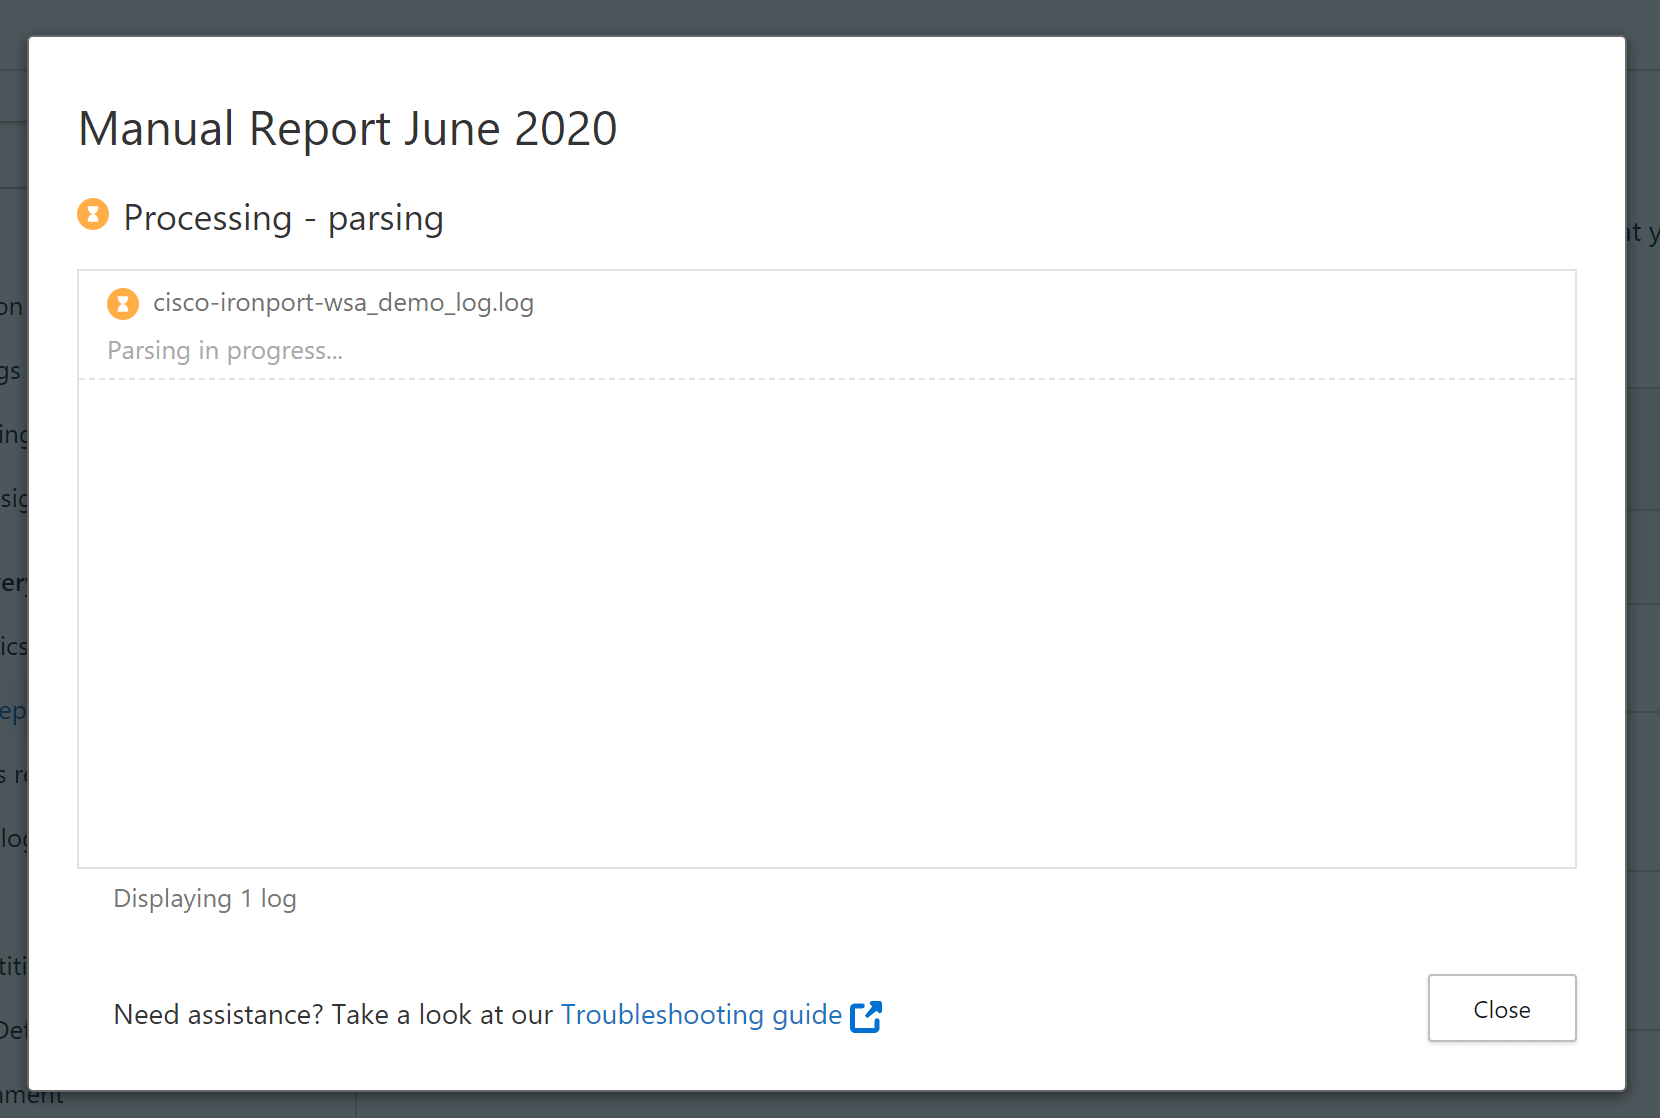 Manual Report June 2020
Processing - parsing
cisco-ironport-wsa_demo_log.log
Parsing in progress...
Displaying 1 log
Need assistance? Take a look at our Troubleshooting guide
Close